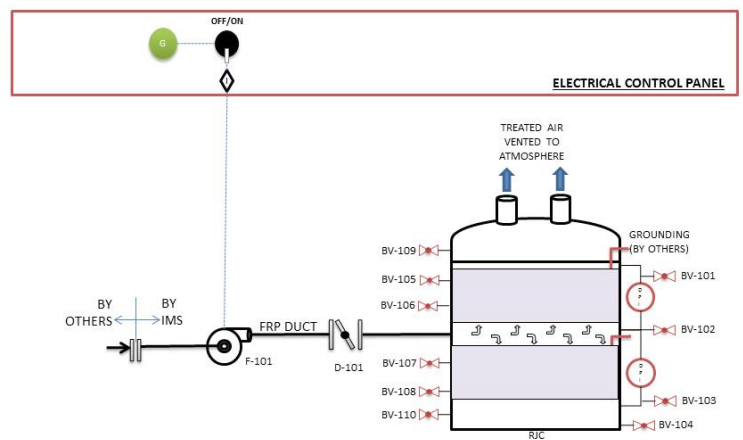 OFF/ON
G
I
ELECTRICAL CONTROL PANEL
TREATED AIR
VENTED TO
ATMOSPHERE
GROUNDING
(BY OTHERS)
BV-109
BV-105
BV-106
BV-101
D
P
I
BV-102
BY
OTHERS
BY
IMS
FRP DUCT
F-101
D-101
BV-107
BV-108
BV-110
D
P
I
BV-103
BV-104
RJC